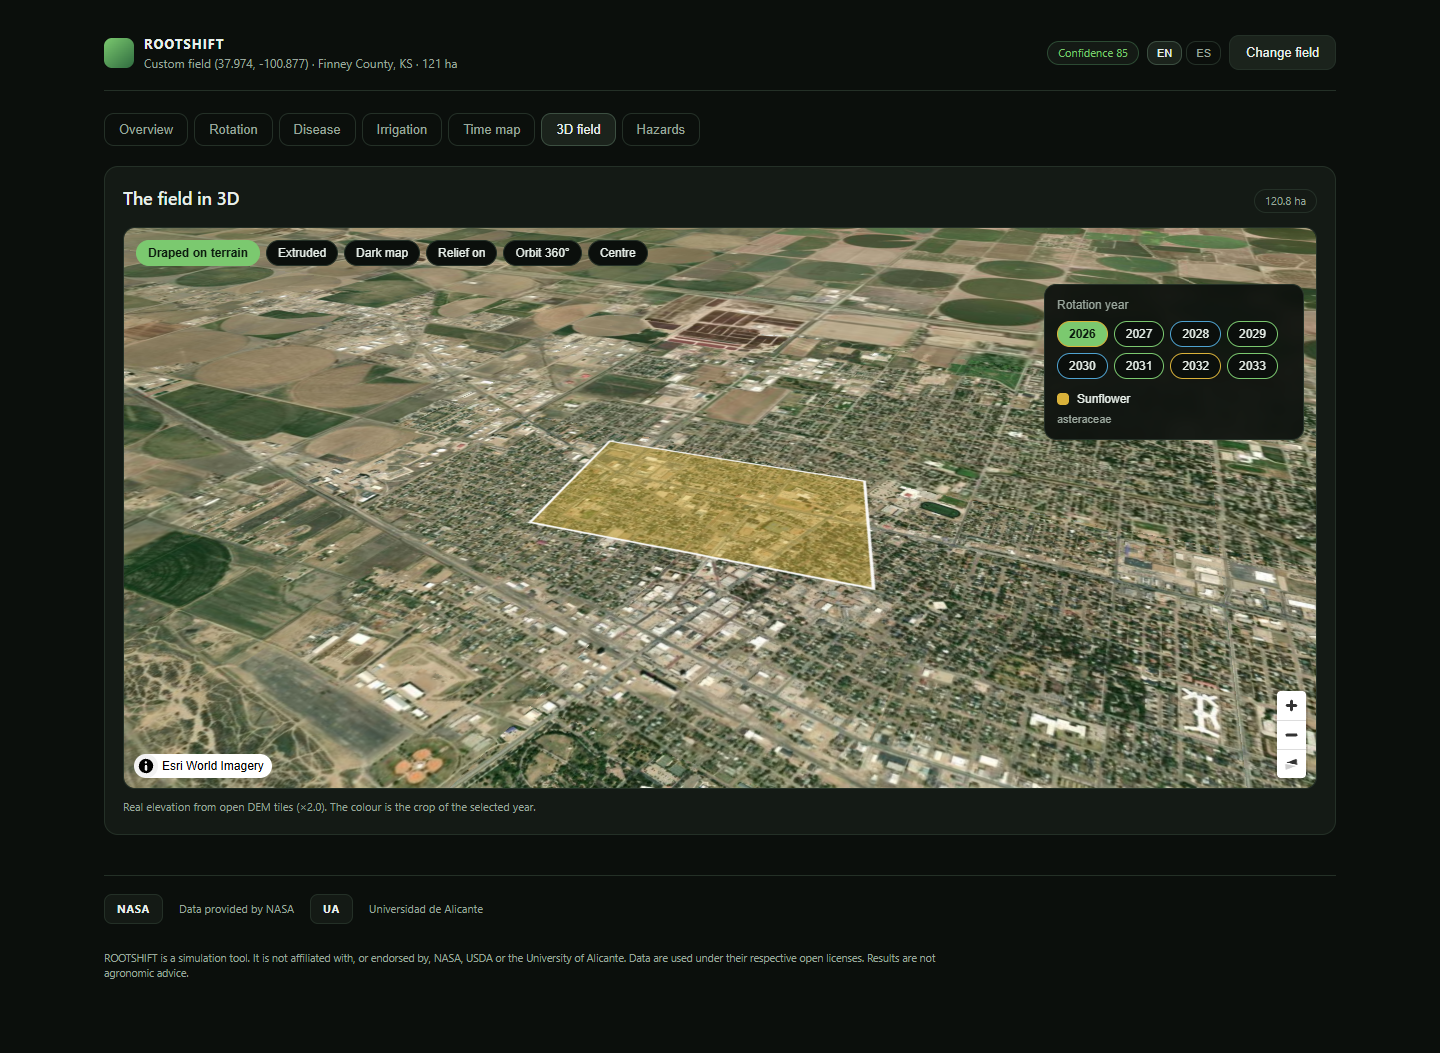 ROOTSHIFT
Custom field (37.974, -100.877) · Finney County, KS · 121 ha
Confidence 85
EN
ES
Change field
Overview
Rotation
Disease
Irrigation
Time map
3D field
Hazards
The field in 3D
120.8 ha
Draped on terrain
Extruded
Dark map
Relief on
Orbit 360°
Centre
Rotation year
2026 2027 2028 2029
2030 2031 2032 2033
Sunflower
asteraceae
Esri World Imagery
Real elevation from open DEM tiles (×2.0). The colour is the crop of the selected year.
NASA
Data provided by NASA
UA
Universidad de Alicante
ROOTSHIFT is a simulation tool. It is not affiliated with, or endorsed by, NASA, USDA or the University of Alicante. Data are used under their respective open licenses. Results are not
agronomic advice.